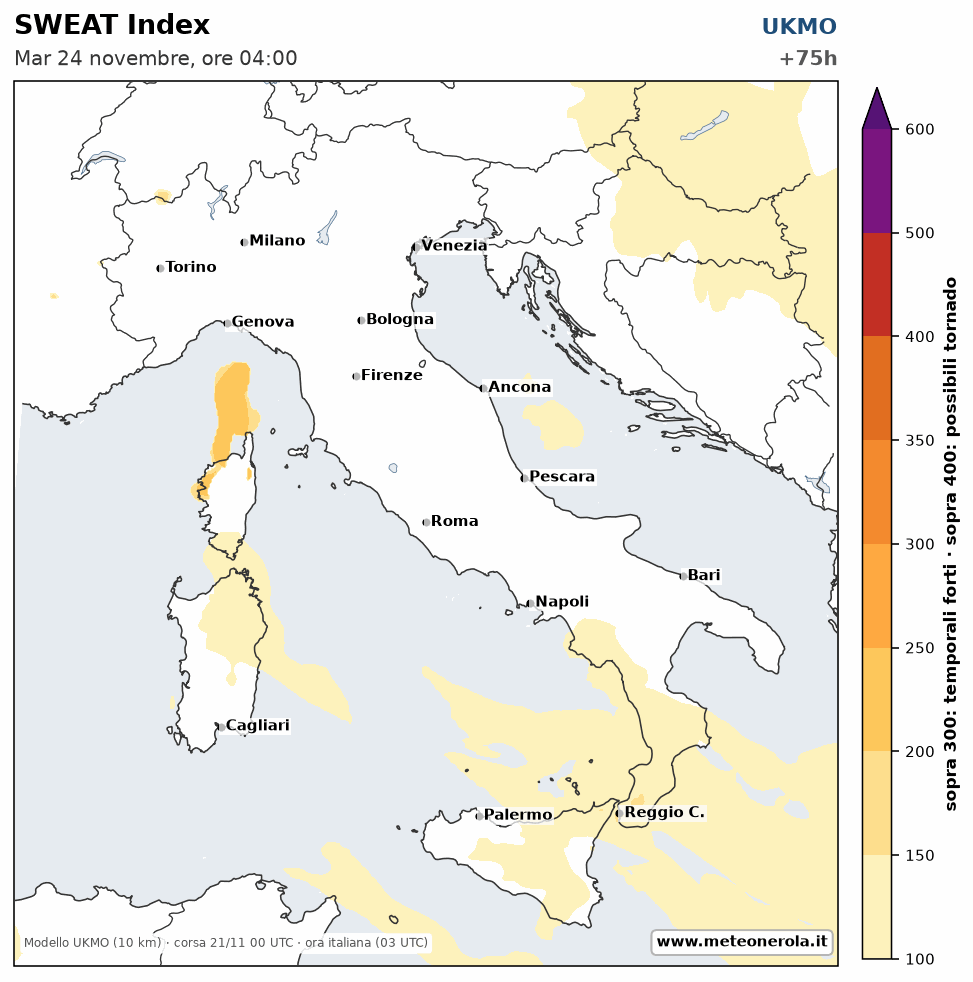 SWEAT Index
UKMO
Mar 24 novembre, ore 04:00
+75h
600
500
400
350
300
250
200
150
100
sopra 300: temporali forti · sopra 400: possibili tornado
Milano
Venezia
Torino
Genova
Bologna
Firenze
Ancona
Pescara
Roma
Bari
Napoli
Cagliari
Palermo
Reggio C.
Modello UKMO (10 km) · corsa 21/11 00 UTC · ora italiana (03 UTC)
www.meteonerola.it